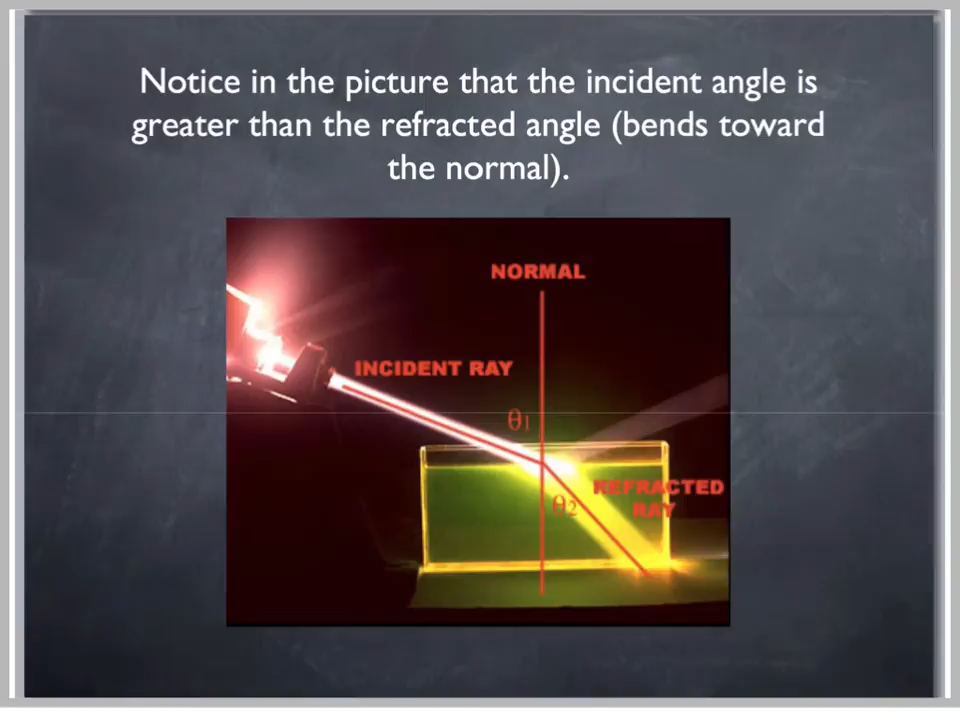 Notice in the picture that the incident angle is
greater than the refracted angle (bends toward
the normal).
NORMAL
INCIDENT RAY
θ1
REFRACTED
RAY
θ2